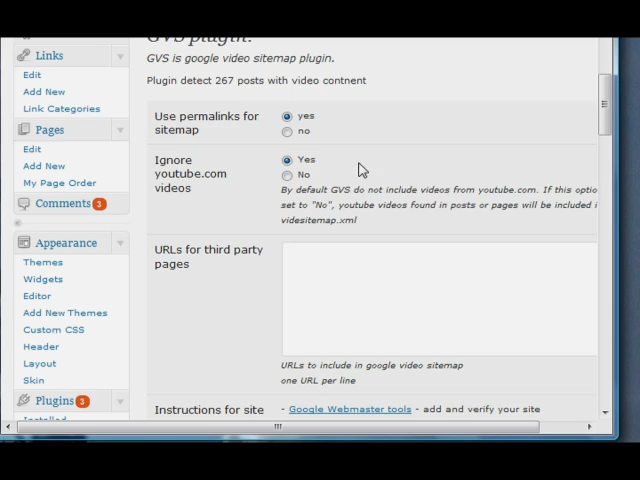 GVS plugin.
GVS is google video sitemap plugin.
Plugin detect 267 posts with video contnent
Links
Edit
Add New
Link Categories
Pages
Edit
Add New
My Page Order
Comments 3
Appearance
Themes
Widgets
Editor
Add New Themes
Custom CSS
Header
Layout
Skin
Plugins 3
Installed
Use permalinks for
sitemap
yes
no
Ignore
youtube.com
videos
Yes
No
By default GVS do not include videos from youtube.com. If this optio
set to "No", youtube videos found in posts or pages will be included i
videsitemap.xml
URLs for third party
pages
URLs to include in google video sitemap
one URL per line
Instructions for site
- Google Webmaster tools - add and verify your site